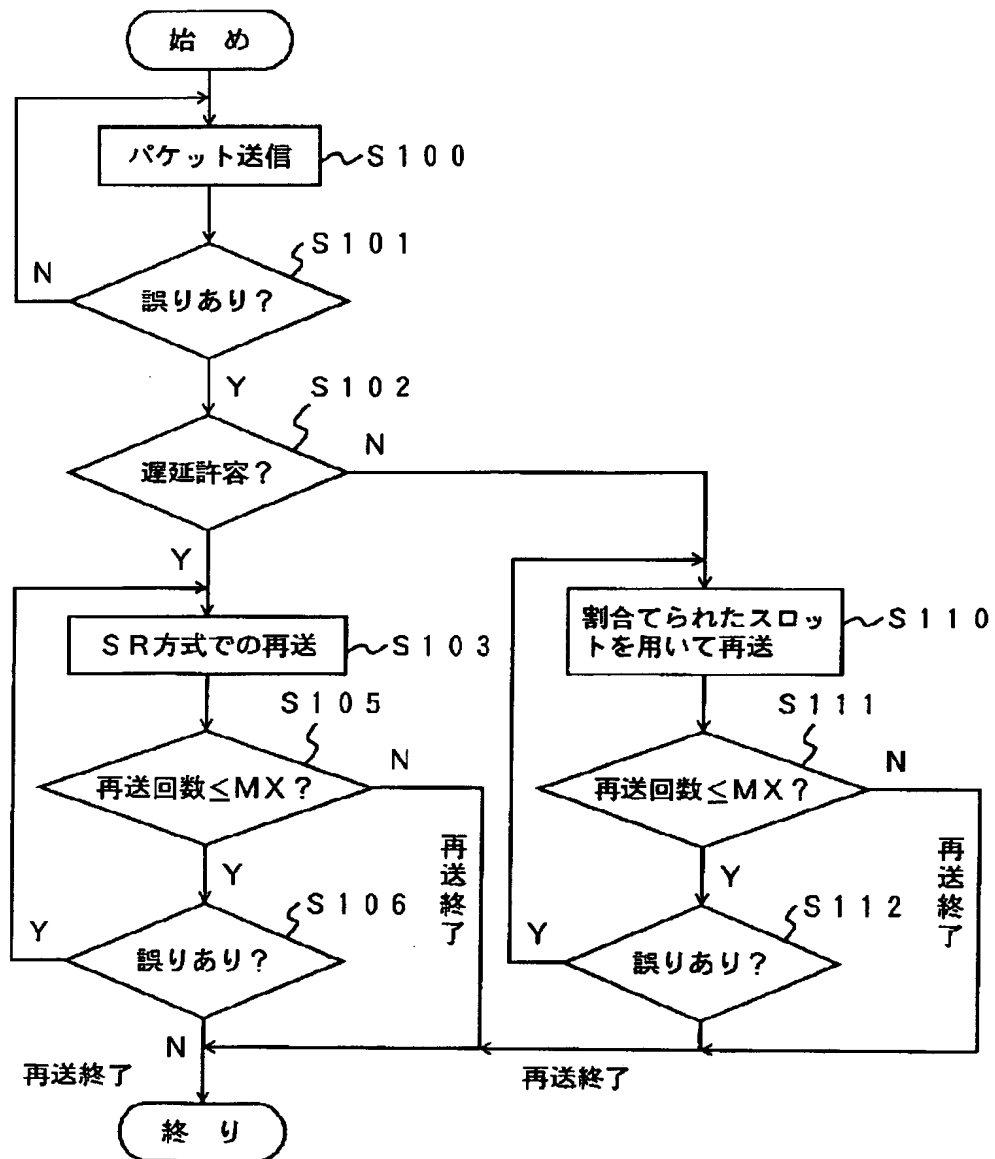 始 め
パケット送信
S100
S101
N
誤りあり?
Y
S102
N
遅延許容?
Y
SR方式での再送
S103
割合てられたスロッ
トを用いて再送
S110
S105
N
再送回数≦MX?
Y
再送終了
S106
Y
誤りあり?
N
再送終了
S111
N
再送回数≦MX?
Y
再送終了
S112
Y
誤りあり?
再送終了
終 り